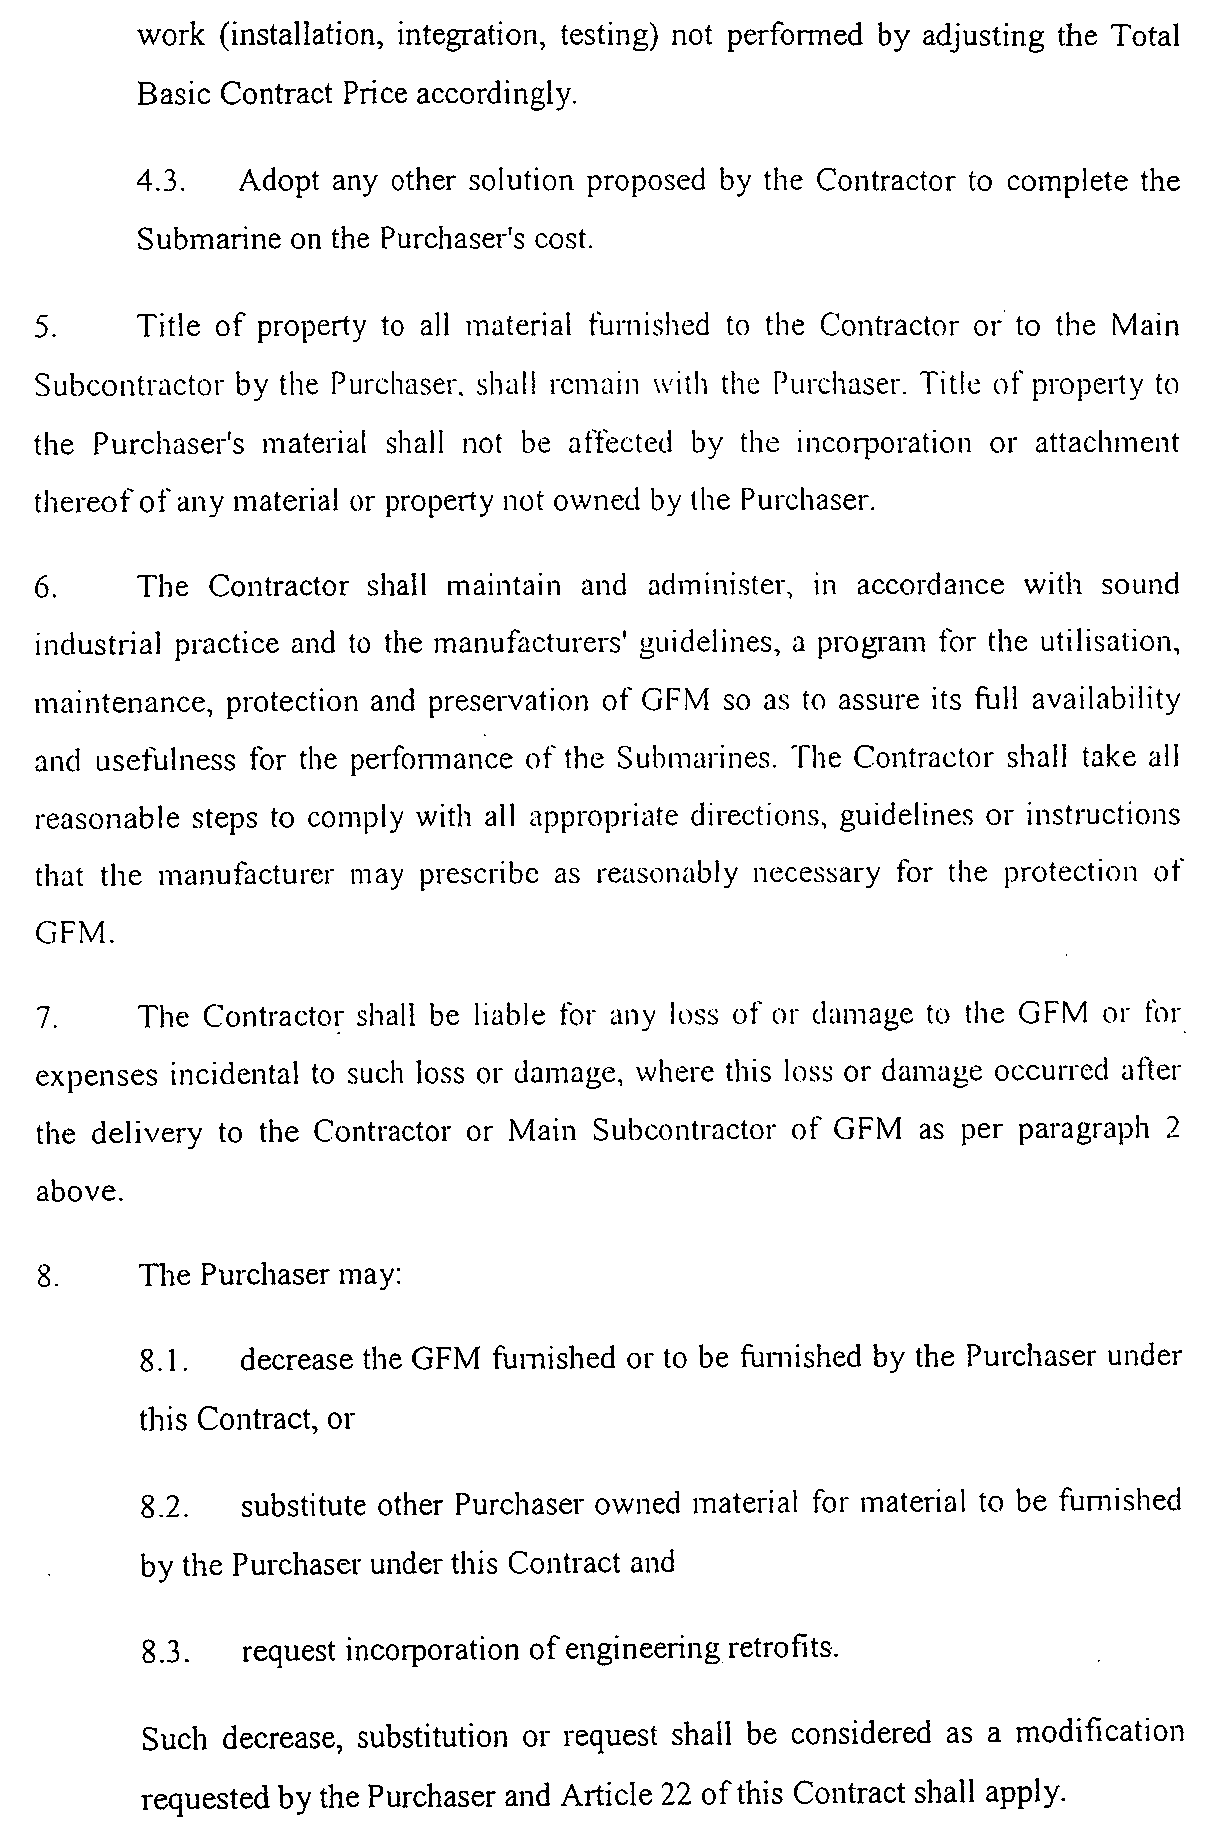 work (installation, integration, testing) not performed by adjusting the Total
Basic Contract Price accordingly.
4.3. Adopt any other solution proposed by the Contractor to complete the
Submarine on the Purchaser's cost.
5. Title of property to all material furnished to the Contractor or to the Main
Subcontractor by the Purchaser, shall remain with the Purchaser. Title of property to
the Purchaser's material shall not be affected by the incorporation or attachment
thereof of any material or property not owned by the Purchaser.
6. The Contractor shall maintain and administer, in accordance with sound
industrial practice and to the manufacturers' guidelines, a program for the utilisation,
maintenance, protection and preservation of GFM so as to assure its full availability
and usefulness for the performance of the Submarines. The Contractor shall take all
reasonable steps to comply with all appropriate directions, guidelines or instructions
that the manufacturer may prescribe as reasonably necessary for the protection of
GFM.
7. The Contractor shall be liable for any loss of or damage to the GFM or for
expenses incidental to such loss or damage, where this loss or damage occurred after
the delivery to the Contractor or Main Subcontractor of GFM as per paragraph 2
above.
8. The Purchaser may:
8.1. decrease the GFM furnished or to be furnished by the Purchaser under
this Contract, or
8.2. substitute other Purchaser owned material for material to be furnished
by the Purchaser under this Contract and
8.3. request incorporation of engineering retrofits.
Such decrease, substitution or request shall be considered as a modification
requested by the Purchaser and Article 22 of this Contract shall apply.